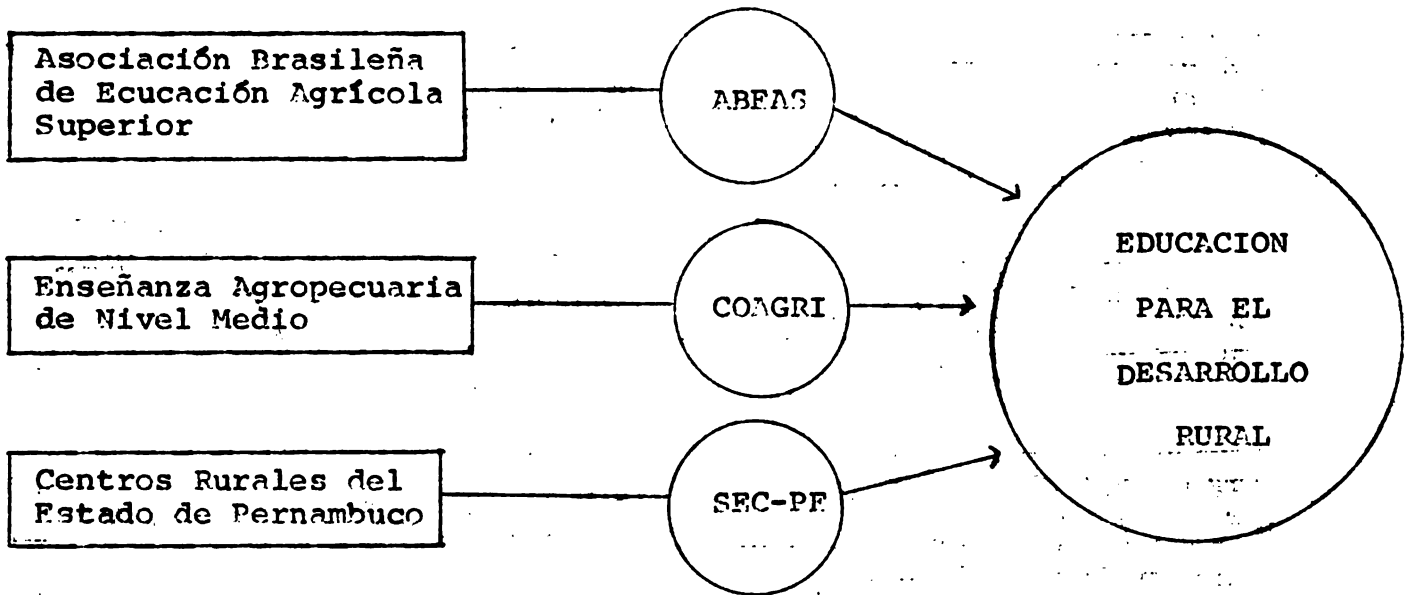 Asociación Brasileña
de Ecucación Agrícola
Superior
ABEAS
Enseñanza Agropecuaria
de Nivel Medio
COAGRI
Centros Rurales del
Estado de Pernambuco
SEC-PE
EDUCACION
PARA EL
DESARROLLO
RURAL